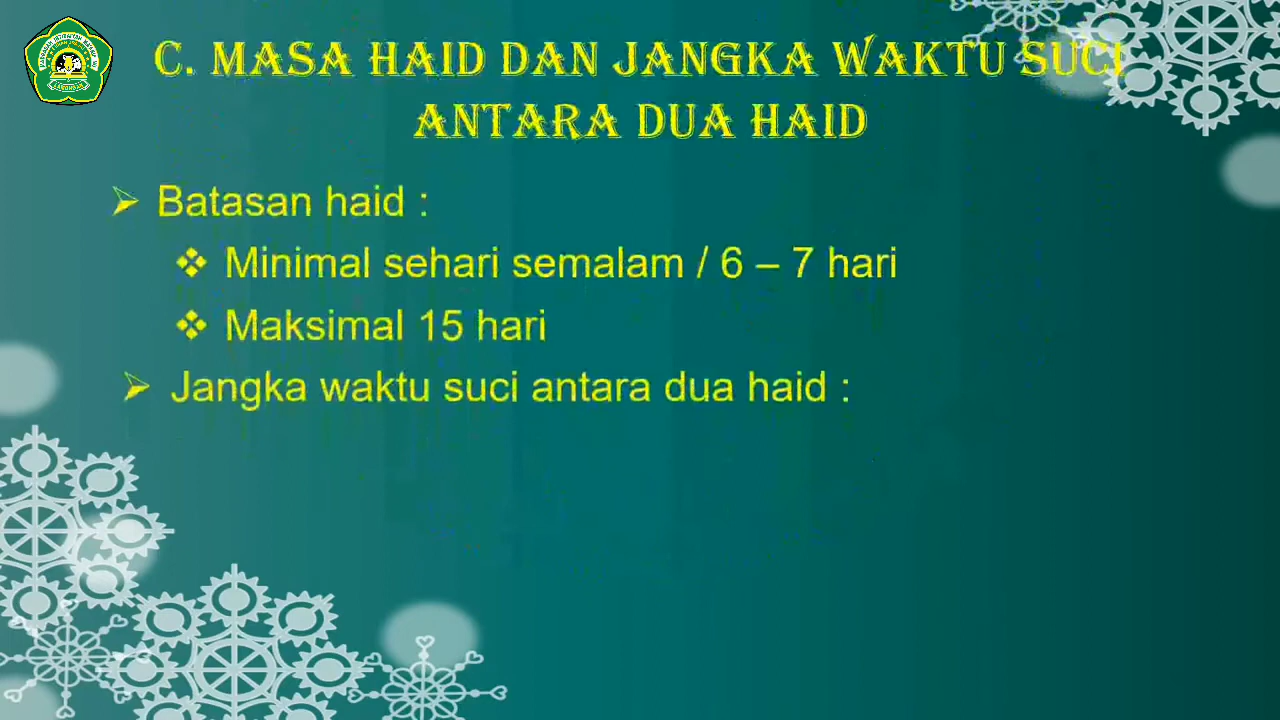 C. MASA HAID DAN JANGKA WAKTU SUCI
ANTARA DUA HAID
Batasan haid :
Minimal sehari semalam / 6 – 7 hari
Maksimal 15 hari
Jangka waktu suci antara dua haid :